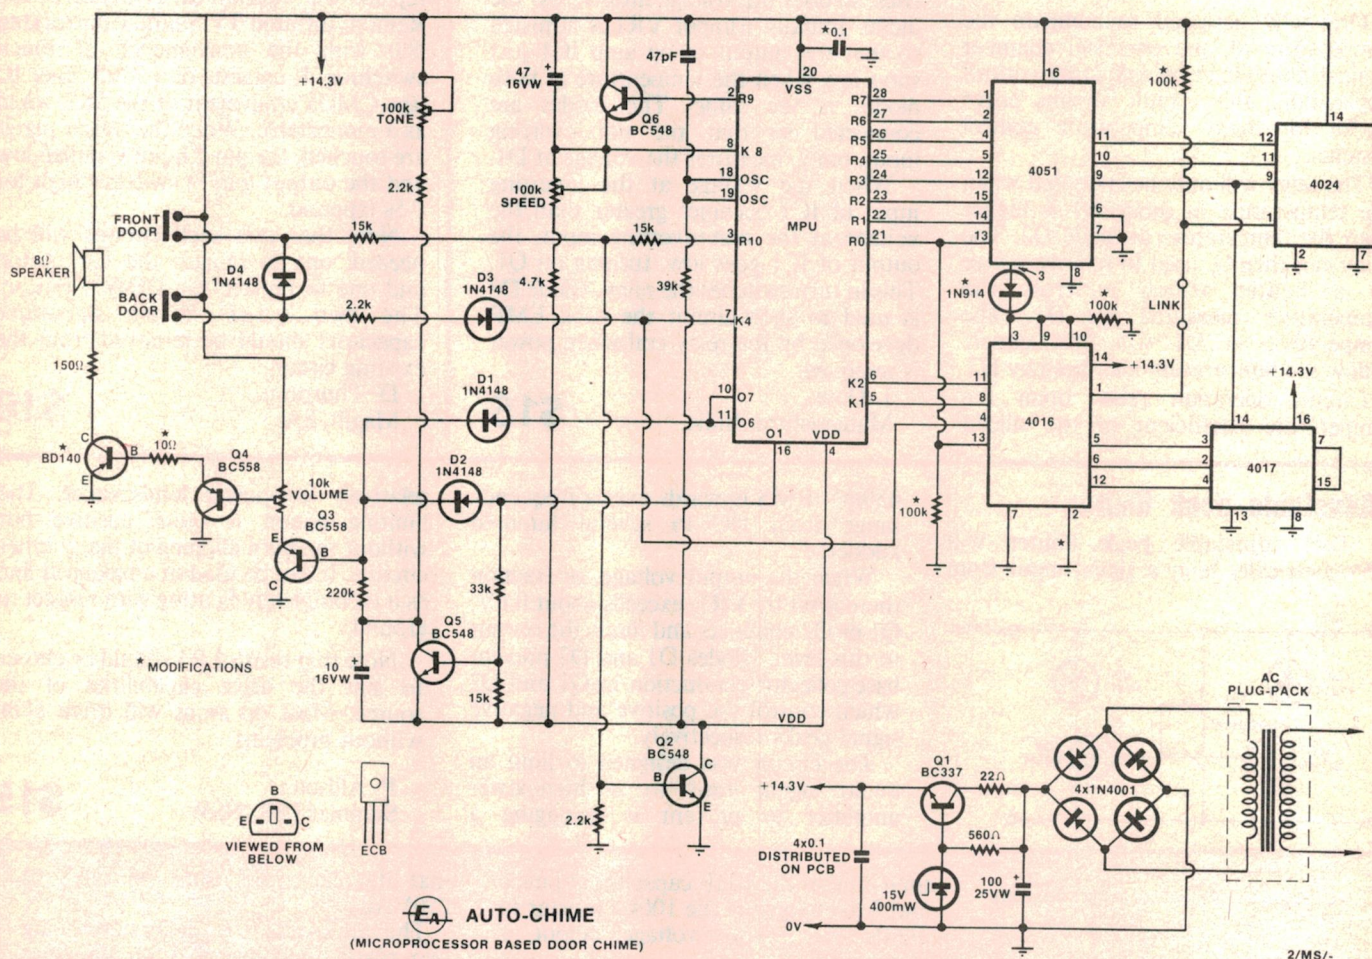 +14.3V
100k
TONE
2.2k
FRONT
DOOR
8Ω
SPEAKER
BACK
DOOR
D4
1N4148
15k
2.2k
150Ω
D3
1N4148
D1
1N4148
D2
1N4148
*
BD140
C
B
E
*
10Ω
Q4
BC558
10k
VOLUME
Q3
BC558
E
B
C
220k
10
16VW
Q5
BC548
33k
15k
* MODIFICATIONS
47
16VW
+
Q6
BC548
47pF
100k
SPEED
15k
4.7k
39k
*0.1
20
VSS
2
R9
8
K8
18
OSC
19
OSC
3
R10
MPU
7
K4
10
O7
11
O6
O1
16
VDD
4
R7
28
R6
27
R5
26
R4
25
R3
24
R2
23
R1
22
R0
21
K2
6
K1
5
16
1
2
4
5
12
15
14
13
4051
11
10
9
6
7
8
3
*
1N914
*
100k
*
100k
LINK
14
12
11
9
4024
2
7
3
9
10
14
+14.3V
1
11
8
4
13
4016
5
6
12
7
2
*
100k
+14.3V
14
16
3
2
4
4017
7
15
13
8
VDD
Q2
BC548
B
C
E
2.2k
B
E
C
VIEWED FROM
BELOW
ECB
EA AUTO-CHIME
(MICROPROCESSOR BASED DOOR CHIME)
+14.3V
Q1
BC337
22Ω
560Ω
4x0.1
DISTRIBUTED
ON PCB
15V
400mW
100
25VW
+
0V
4x1N4001
AC
PLUG-PACK
2/MS/-